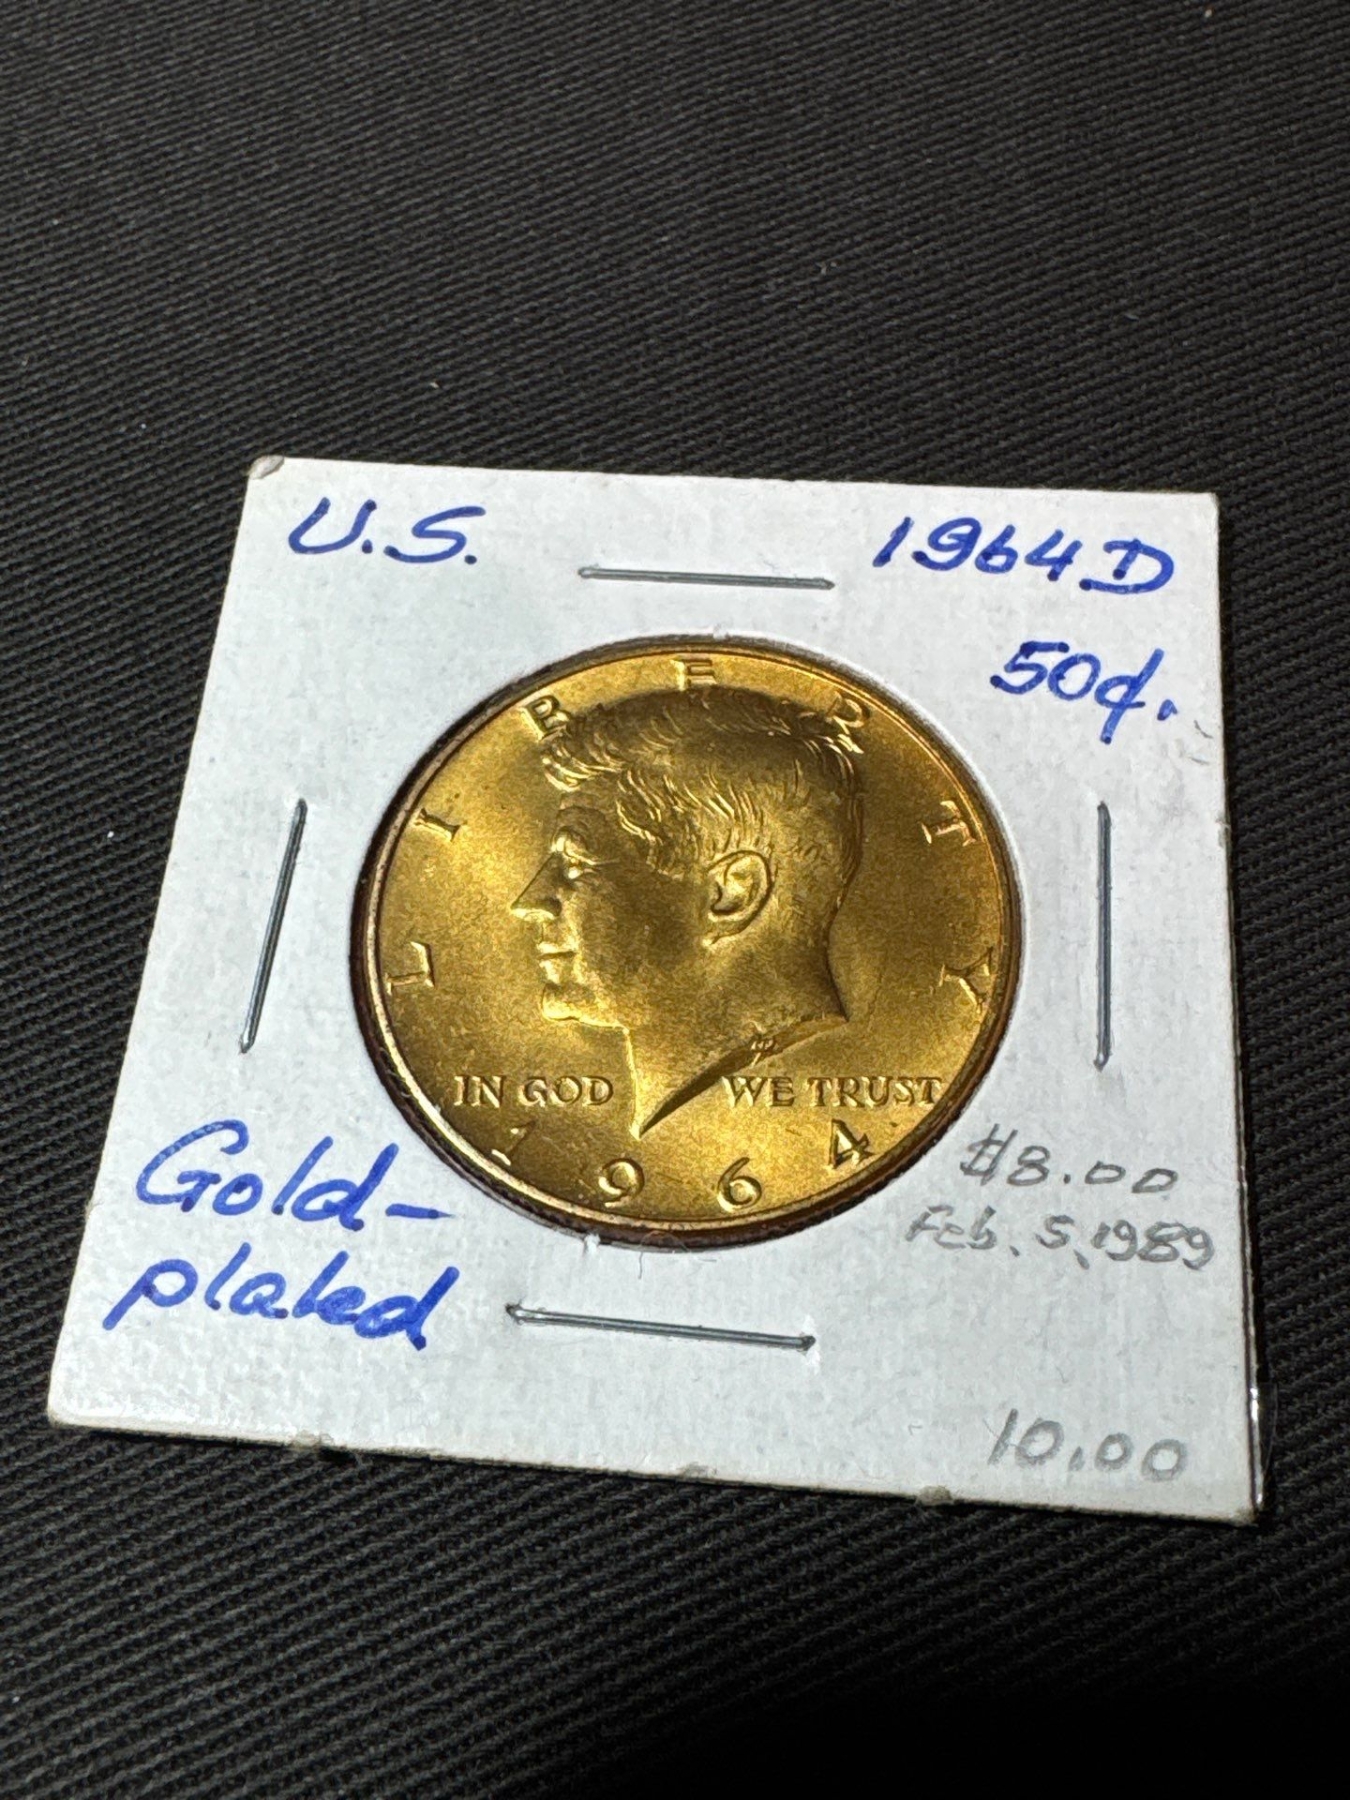 U.S.
1964 D
50¢.
LIBERTY
IN GOD WE TRUST
1964
Gold-
plated
$8.00
Feb. 5, 1989
10.00